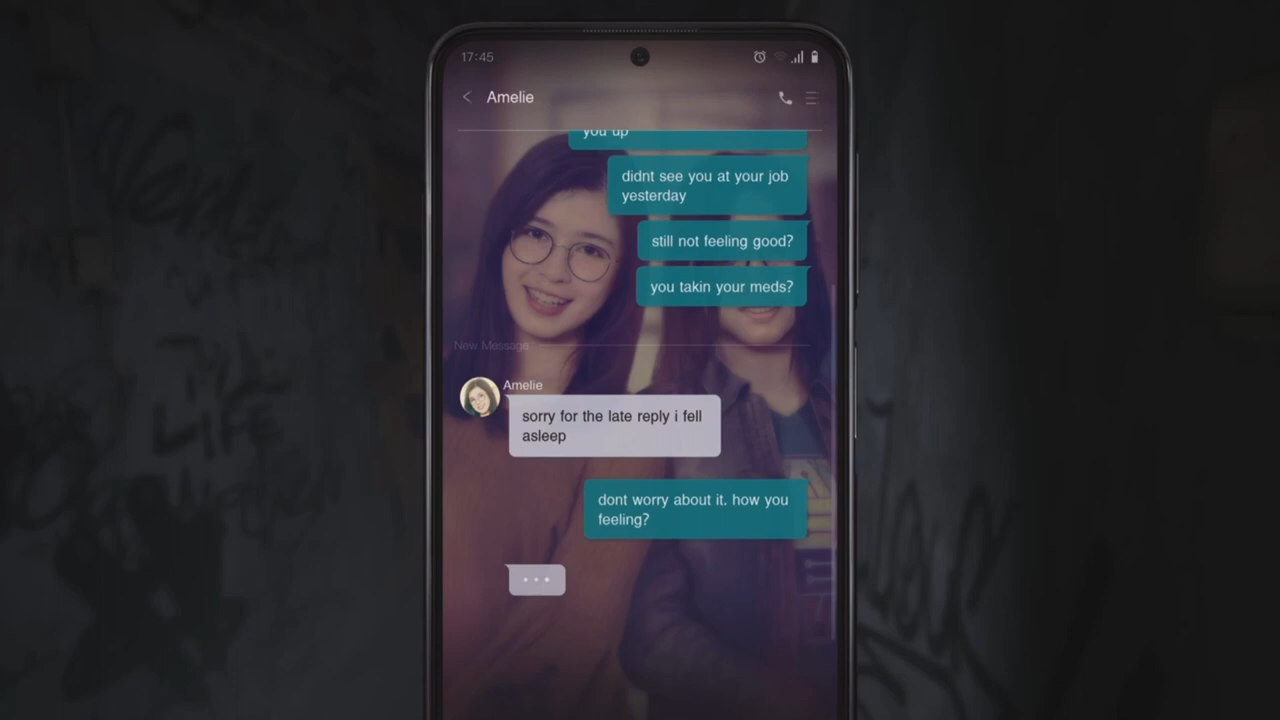 17:45
Amelie
you up
didnt see you at your job
yesterday
still not feeling good?
you takin your meds?
New Message
Amelie
sorry for the late reply i fell
asleep
dont worry about it. how you
feeling?
LIFE